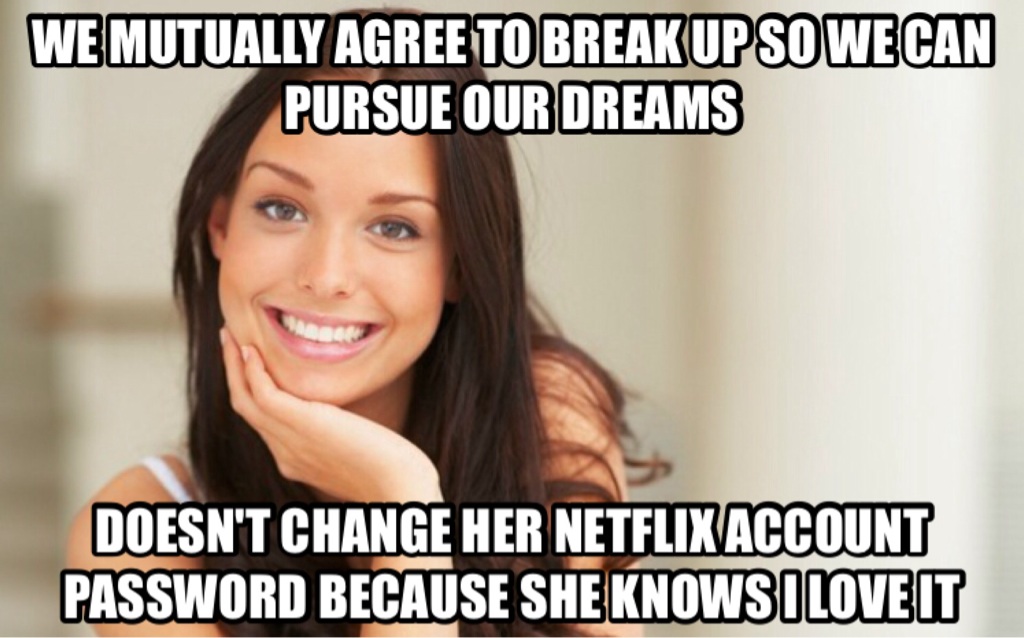 WE MUTUALLY AGREE TO BREAK UP SO WE CAN
PURSUE OUR DREAMS
DOESN'T CHANGE HER NETFLIX ACCOUNT
PASSWORD BECAUSE SHE KNOWS I LOVE IT